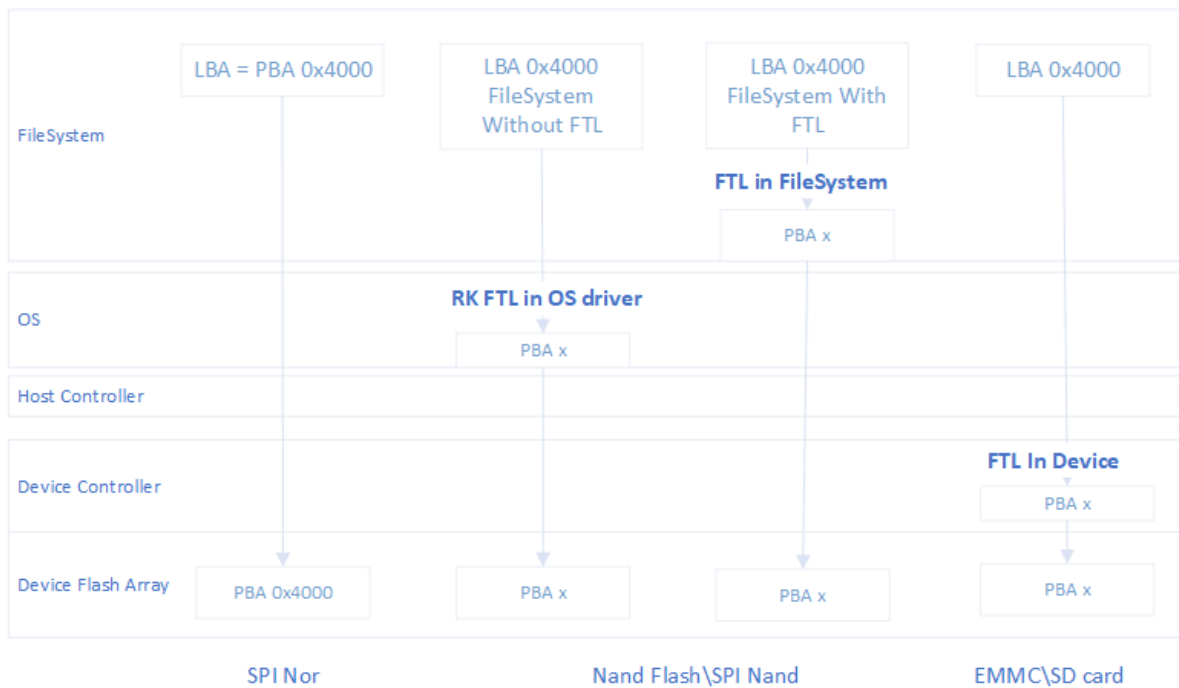 LBA = PBA 0x4000
LBA 0x4000
FileSystem
Without FTL
LBA 0x4000
FileSystem With
FTL
LBA 0x4000
FileSystem
FTL in FileSystem
PBA x
RK FTL in OS driver
OS
PBA x
Host Controller
FTL In Device
Device Controller
PBA x
Device Flash Array
PBA 0x4000
PBA x
PBA x
PBA x
SPI Nor
Nand Flash\SPI Nand
EMMC\SD card